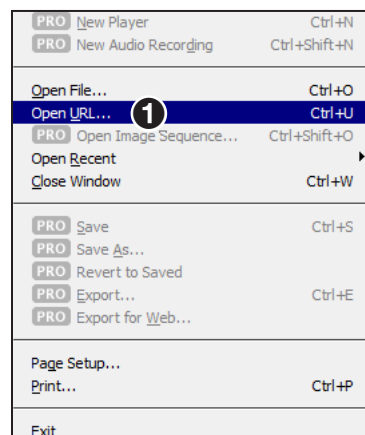 PRO New Player Ctrl+N
PRO New Audio Recording Ctrl+Shift+N
Open File... Ctrl+O
Open URL... 1 Ctrl+U
PRO Open Image Sequence... Ctrl+Shift+O
Open Recent
Close Window Ctrl+W
PRO Save Ctrl+S
PRO Save As...
PRO Revert to Saved
PRO Export... Ctrl+E
PRO Export for Web...
Page Setup...
Print... Ctrl+P
Exit